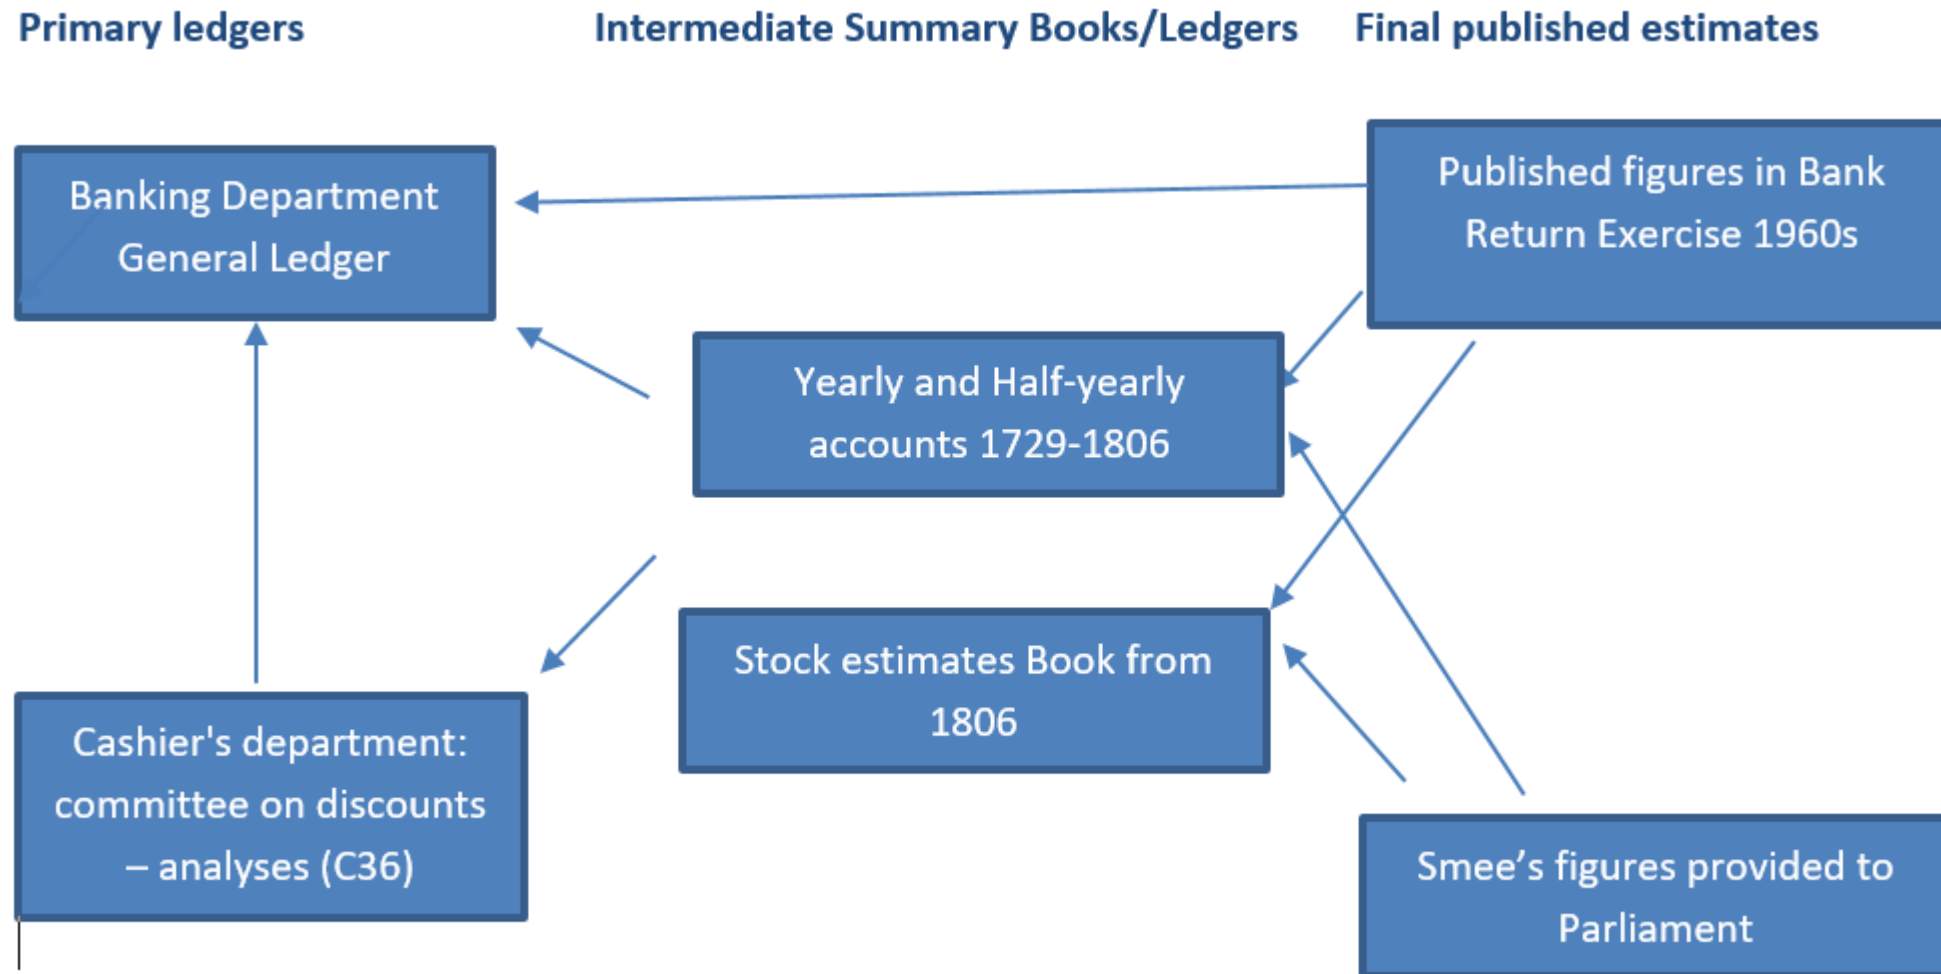 Primary ledgers
Intermediate Summary Books/Ledgers
Final published estimates
Banking Department
General Ledger
Published figures in Bank
Return Exercise 1960s
Yearly and Half-yearly
accounts 1729-1806
Stock estimates Book from
1806
Cashier's department:
committee on discounts
– analyses (C36)
Smee’s figures provided to
Parliament